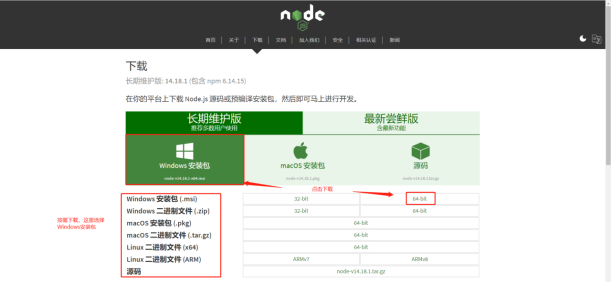 node
JS
首页 | 关于 | 下载 | 文档 | 加入我们 | 安全 | 相关认证 | 新闻
下载
长期维护版: 14.18.1 (包含 npm 6.14.15)
在你的平台上下载 Node.js 源码或预编译安装包，然后即可马上进行开发。
长期维护版
推荐多数用户使用
最新尝鲜版
含最新功能
Windows 安装包
node-v14.18.1-x64.msi
macOS 安装包
node-v14.18.1.pkg
源码
node-v14.18.1.tar.gz
点击下载
Windows 安装包 (.msi) 32-bit 64-bit
Windows 二进制文件 (.zip) 32-bit 64-bit
macOS 安装包 (.pkg) 64-bit
macOS 二进制文件 (.tar.gz) 64-bit
Linux 二进制文件 (x64) 64-bit
Linux 二进制文件 (ARM) ARMv7 ARMv8
源码 node-v14.18.1.tar.gz
按需下载，这里选择
Windows安装包